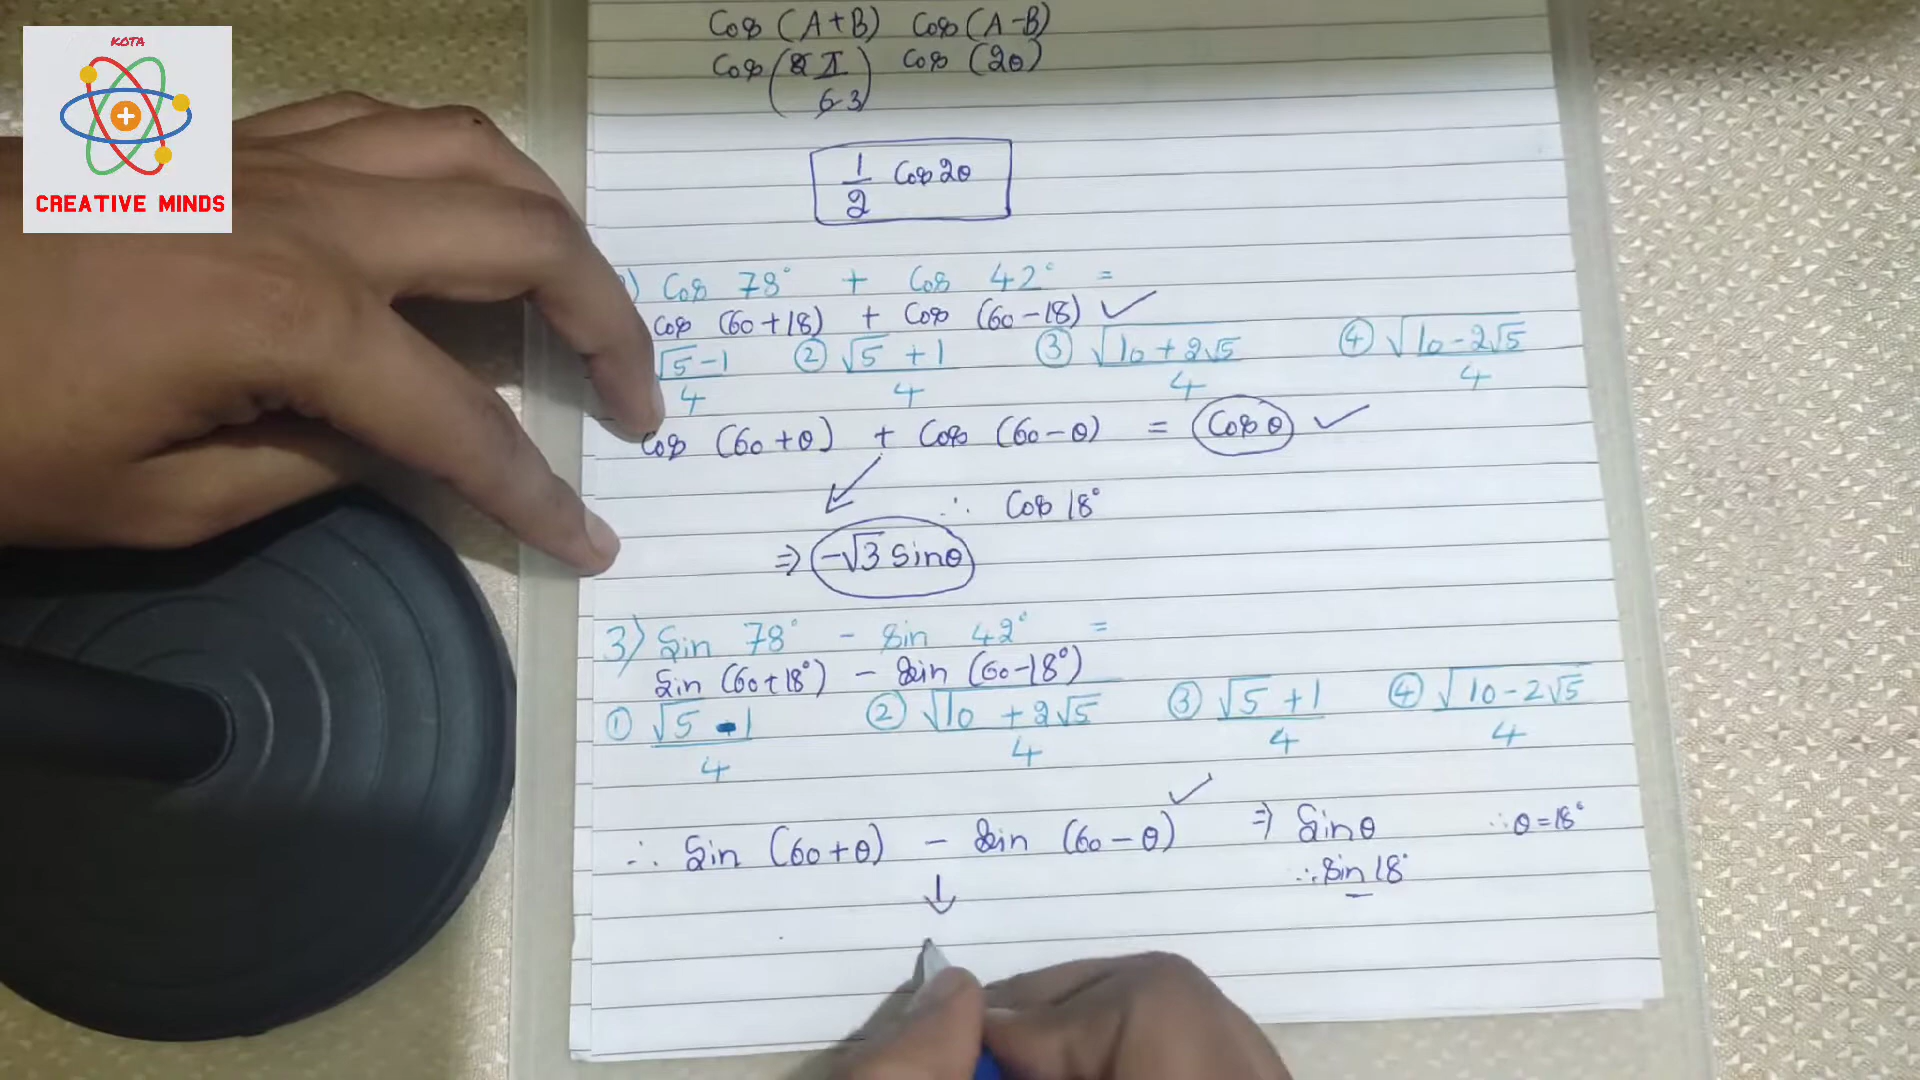 KOTA
CREATIVE MINDS
Cos (A+B) Cos (A-B)
Cos (2π/6 3) Cos (2θ)
1/2 Cos 2θ
) Cos 78° + Cos 42° =
Cos (60+18) + Cos (60-18) ✓
√5-1/4 ② √5+1/4 ③ √10+2√5/4 ④ √10-2√5/4
Cos (60+θ) + Cos (60-θ) = Cos θ ✓
∴ Cos 18°
⇒ -√3 Sinθ
3) Sin 78° - Sin 42° =
Sin (60+18°) - Sin (60-18°)
① √5-1/4 ② √10+2√5/4 ③ √5+1/4 ④ √10-2√5/4
∴ Sin (60+θ) - Sin (60-θ) ✓ ⇒ Sinθ ∴ θ=18°
∴ Sin 18°